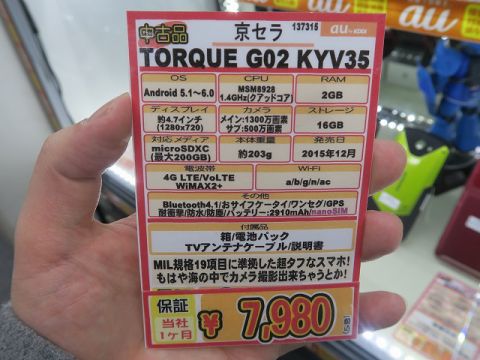 au
中古品
京セラ
137315
au by KDDI
TORQUE G02 KYV35
OS
CPU
RAM
Android 5.1〜6.0
MSM8928
1.4GHz(クアッドコア)
2GB
ディスプレイ
カメラ
ストレージ
約4.7インチ
(1280x720)
メイン:1300万画素
サブ:500万画素
16GB
対応メディア
本体重量
発売日
microSDXC
(最大200GB)
約203g
2015年12月
電波帯
Wi-Fi
4G LTE/VoLTE
WiMAX2+
a/b/g/n/ac
その他
Bluetooth4.1/おサイフケータイ/ワンセグ/GPS
耐衝撃/防水/防塵/バッテリー:2910mAh/nanoSIM
付属品
箱/電池パック
TVアンテナケーブル/説明書
MIL規格19項目に準拠した超タフなスマホ!
もはや海の中でカメラ撮影出来ちゃうとか!
保証
当社
1ヶ月
¥7,980